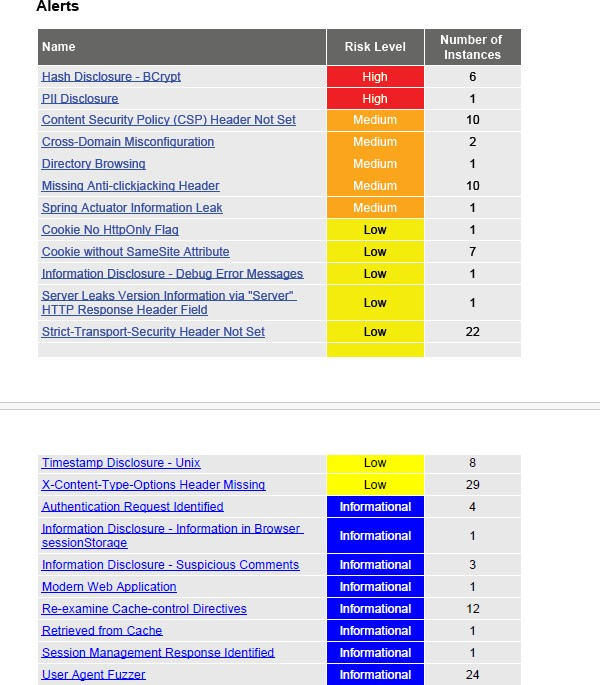 Alerts
Name Risk Level Number of Instances
Hash Disclosure - BCrypt High 6
PII Disclosure High 1
Content Security Policy (CSP) Header Not Set Medium 10
Cross-Domain Misconfiguration Medium 2
Directory Browsing Medium 1
Missing Anti-clickjacking Header Medium 10
Spring Actuator Information Leak Medium 1
Cookie No HttpOnly Flag Low 1
Cookie without SameSite Attribute Low 7
Information Disclosure - Debug Error Messages Low 1
Server Leaks Version Information via "Server"
HTTP Response Header Field Low 1
Strict-Transport-Security Header Not Set Low 22
Timestamp Disclosure - Unix Low 8
X-Content-Type-Options Header Missing Low 29
Authentication Request Identified Informational 4
Information Disclosure - Information in Browser
sessionStorage Informational 1
Information Disclosure - Suspicious Comments Informational 3
Modern Web Application Informational 1
Re-examine Cache-control Directives Informational 12
Retrieved from Cache Informational 1
Session Management Response Identified Informational 1
User Agent Fuzzer Informational 24